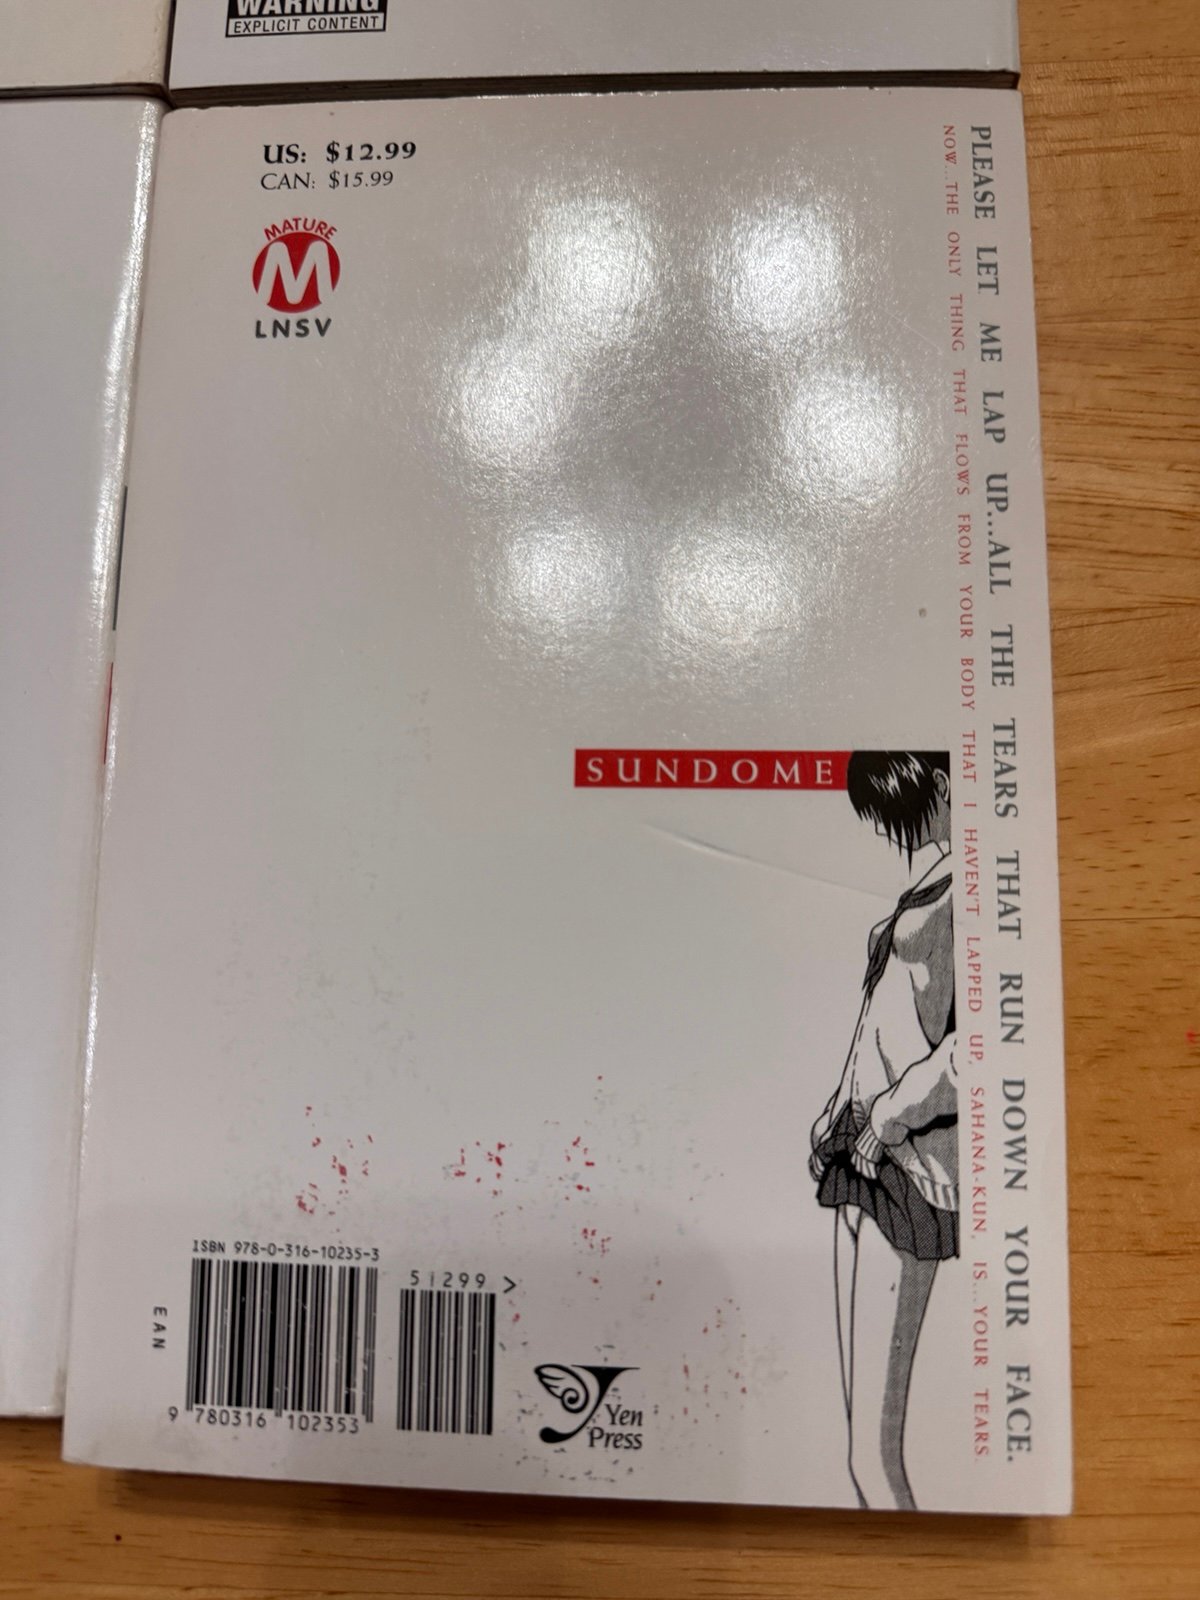 WARNING
EXPLICIT CONTENT
US: $12.99
CAN: $15.99
MATURE
M
LNSV
PLEASE LET ME LAP UP...ALL THE TEARS THAT RUN DOWN YOUR FACE.
NOW...THE ONLY THING THAT FLOWS FROM YOUR BODY THAT I HAVEN'T LAPPED UP, SAHANA-KUN, IS...YOUR TEARS.
SUNDOME
ISBN 978-0-316-10235-3
51299 >
EAN
9 780316 102353
Yen
Press